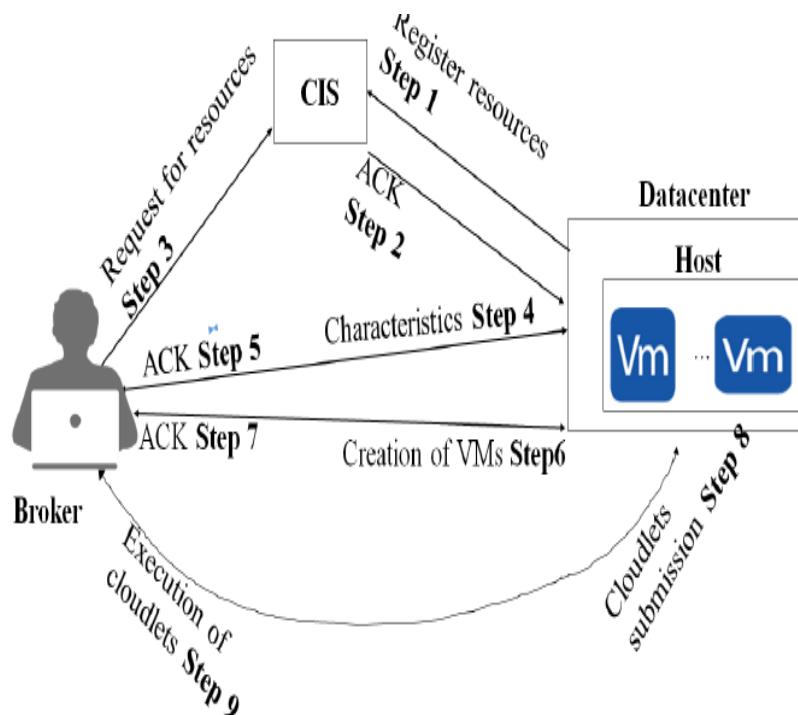 CIS
Register resources
Step 1
Request for resources
Step 3
ACK
Step 2
Datacenter
Host
Vm ... Vm
Characteristics Step 4
ACK Step 5
ACK Step 7
Creation of VMs Step6
Broker
Execution of
cloudlets Step 9
Cloudlets
submission Step 8